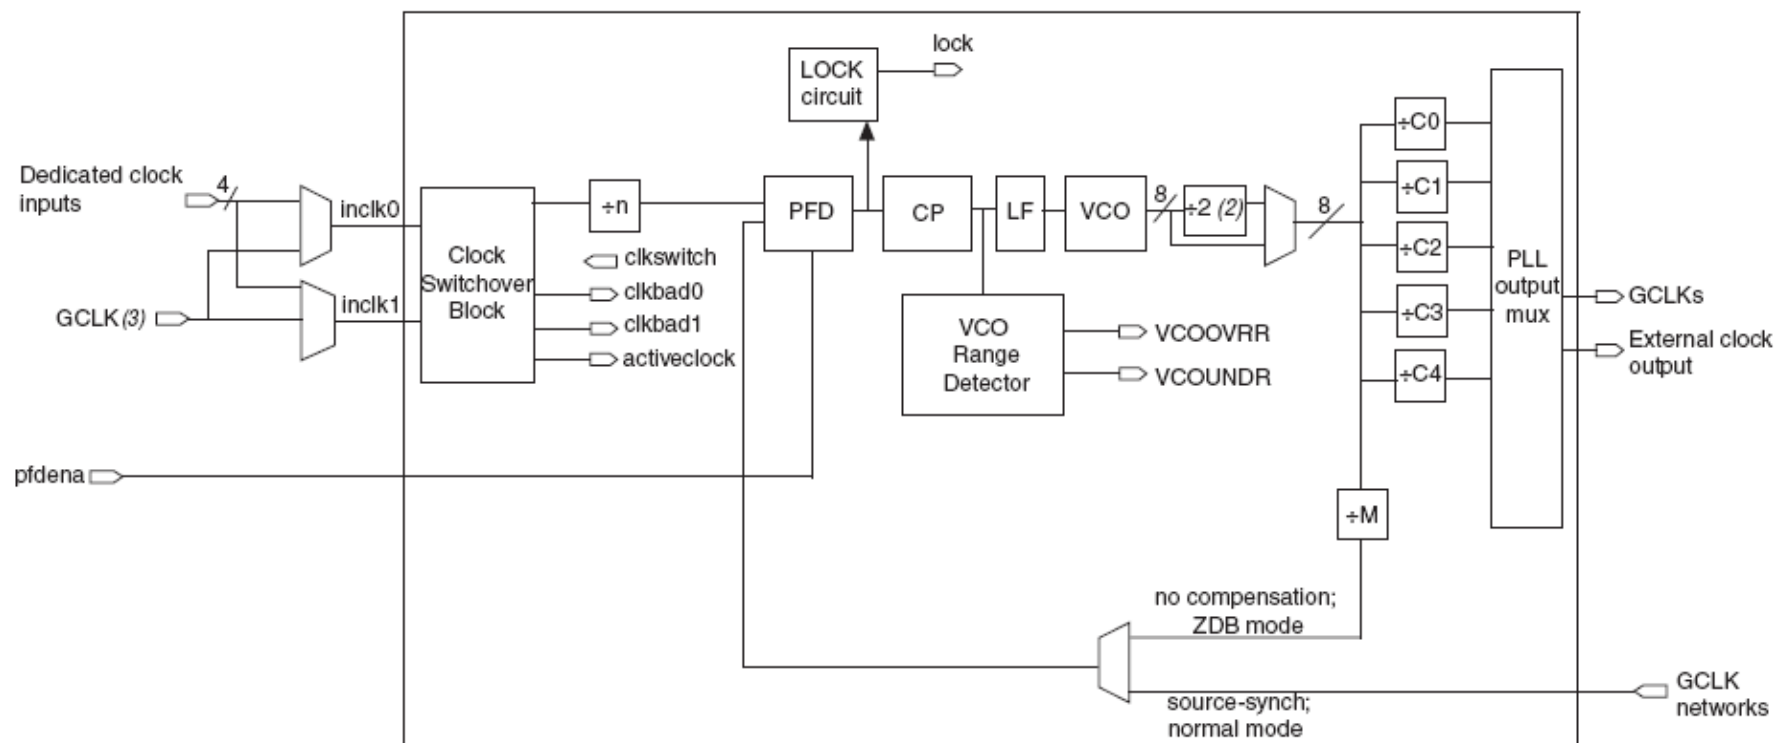 lock
LOCK
circuit
÷C0
Dedicated clock
inputs
4
inclk0
÷n
PFD
CP
LF
VCO
8
÷2 (2)
8
÷C1
÷C2
Clock
Switchover
Block
clkswitch
clkbad0
clkbad1
activeclock
GCLK (3)
inclk1
VCO
Range
Detector
VCOOVRR
VCOUNDR
÷C3
÷C4
PLL
output
mux
GCLKs
External clock
output
pfdena
÷M
no compensation;
ZDB mode
source-synch;
normal mode
GCLK
networks